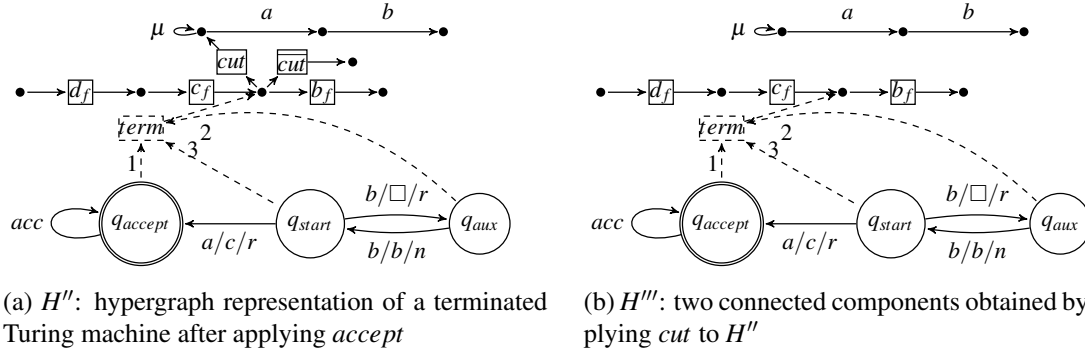 μ a b
cut cut
d_f c_f b_f
term
1 2 3
acc q_accept a/c/r q_start b/□/r b/b/n q_aux
(a) H″: hypergraph representation of a terminated
Turing machine after applying accept
μ a b
d_f c_f b_f
term
1 2 3
acc q_accept a/c/r q_start b/□/r b/b/n q_aux
(b) H‴: two connected components obtained by
plying cut to H″